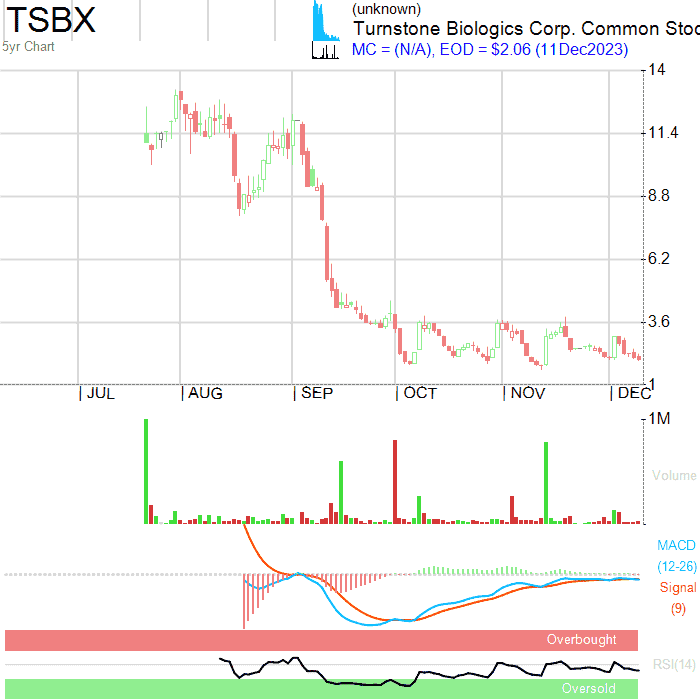 TSBX
5yr Chart
(unknown)
Turnstone Biologics Corp. Common Stoc
MC = (N/A), EOD = $2.06 (11Dec2023)
14
11.4
8.8
6.2
3.6
1
JUL
AUG
SEP
OCT
NOV
DEC
1M
Volume
MACD
(12-26)
Signal
(9)
Overbought
RSI(14)
Oversold